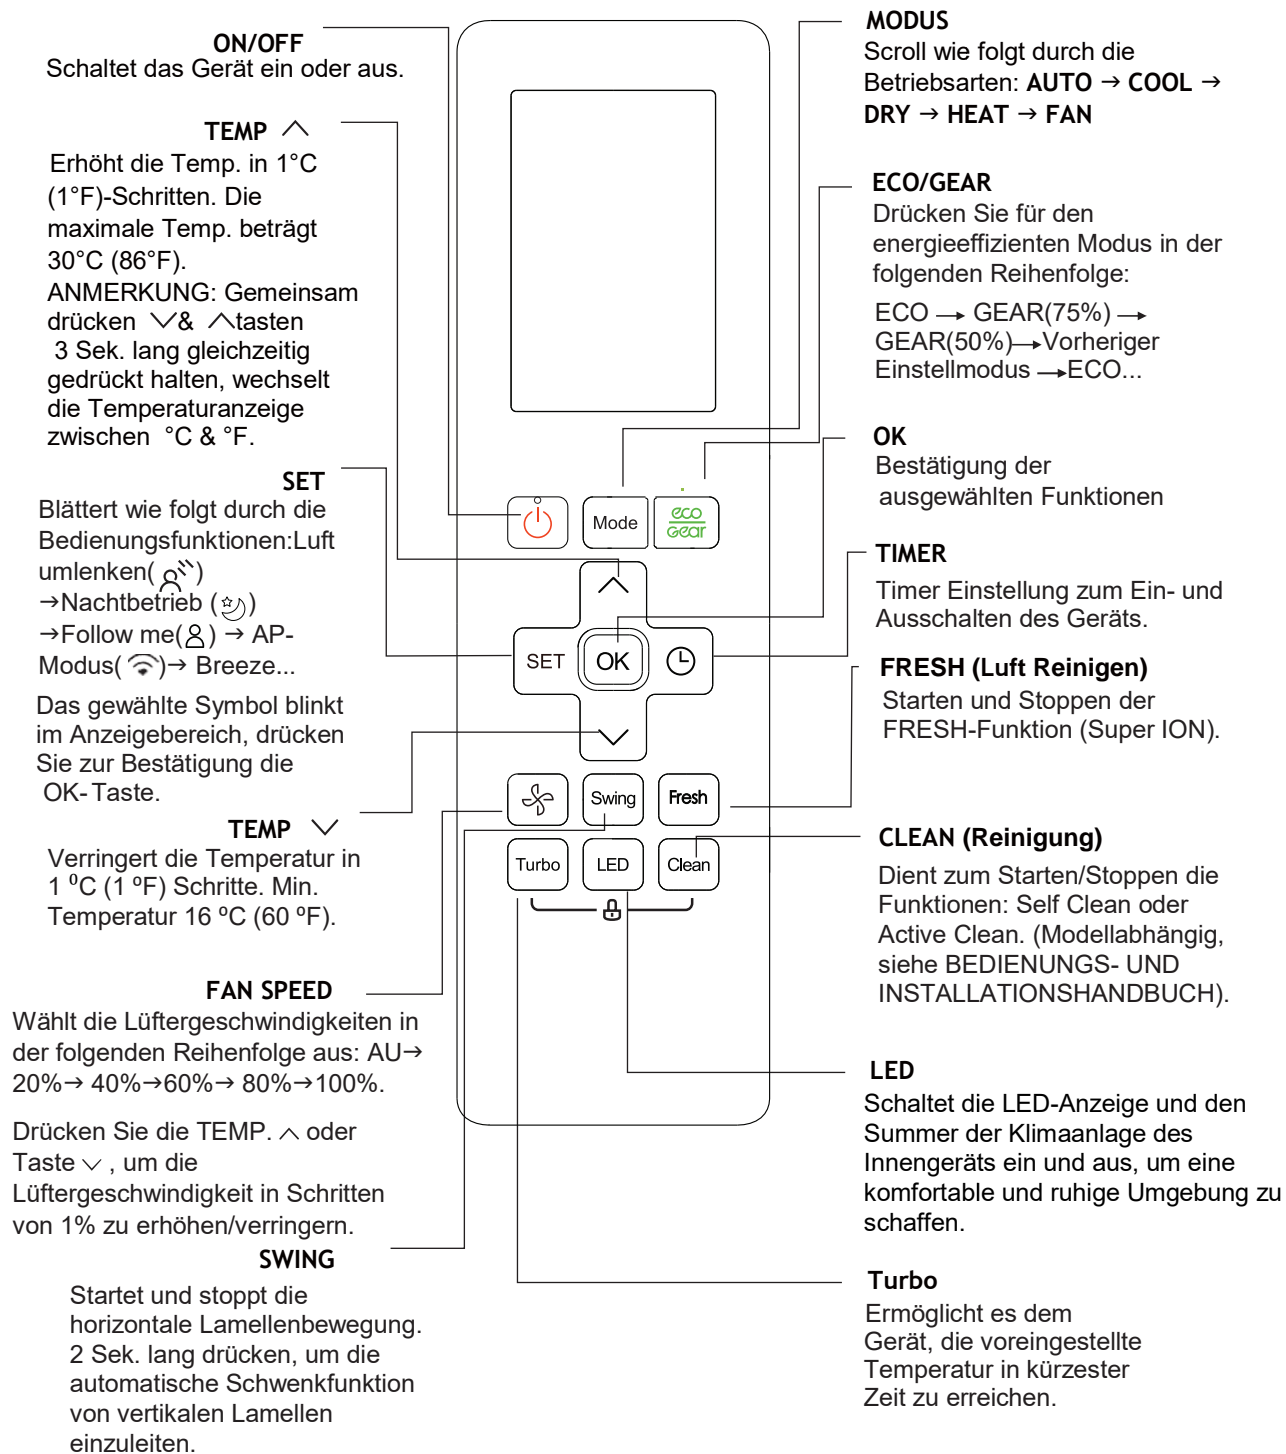 ON/OFF
Schaltet das Gerät ein oder aus.
TEMP
Erhöht die Temp. in 1°C
(1°F)-Schritten. Die
maximale Temp. beträgt
30°C (86°F).
ANMERKUNG: Gemeinsam
drücken & tasten
3 Sek. lang gleichzeitig
gedrückt halten, wechselt
die Temperaturanzeige
zwischen °C & °F.
SET
Blättert wie folgt durch die
Bedienungsfunktionen:Luft
umlenken( )
→Nachtbetrieb ( )
→Follow me( ) → AP-
Modus( )→ Breeze...
Das gewählte Symbol blinkt
im Anzeigebereich, drücken
Sie zur Bestätigung die
OK-Taste.
TEMP
Verringert die Temperatur in
1 ⁰C (1 ºF) Schritte. Min.
Temperatur 16 ºC (60 ºF).
FAN SPEED
Wählt die Lüftergeschwindigkeiten in
der folgenden Reihenfolge aus: AU→
20%→ 40%→60%→ 80%→100%.
Drücken Sie die TEMP. oder
Taste , um die
Lüftergeschwindigkeit in Schritten
von 1% zu erhöhen/verringern.
SWING
Startet und stoppt die
horizontale Lamellenbewegung.
2 Sek. lang drücken, um die
automatische Schwenkfunktion
von vertikalen Lamellen
einzuleiten.
Mode
eco
Gear
SET
OK
Swing
Fresh
Turbo
LED
Clean
MODUS
Scroll wie folgt durch die
Betriebsarten: AUTO → COOL →
DRY → HEAT → FAN
ECO/GEAR
Drücken Sie für den
energieeffizienten Modus in der
folgenden Reihenfolge:
ECO → GEAR(75%) →
GEAR(50%)→Vorheriger
Einstellmodus →ECO...
OK
Bestätigung der
ausgewählten Funktionen
TIMER
Timer Einstellung zum Ein- und
Ausschalten des Geräts.
FRESH (Luft Reinigen)
Starten und Stoppen der
FRESH-Funktion (Super ION).
CLEAN (Reinigung)
Dient zum Starten/Stoppen die
Funktionen: Self Clean oder
Active Clean. (Modellabhängig,
siehe BEDIENUNGS- UND
INSTALLATIONSHANDBUCH).
LED
Schaltet die LED-Anzeige und den
Summer der Klimaanlage des
Innengeräts ein und aus, um eine
komfortable und ruhige Umgebung zu
schaffen.
Turbo
Ermöglicht es dem
Gerät, die voreingestellte
Temperatur in kürzester
Zeit zu erreichen.